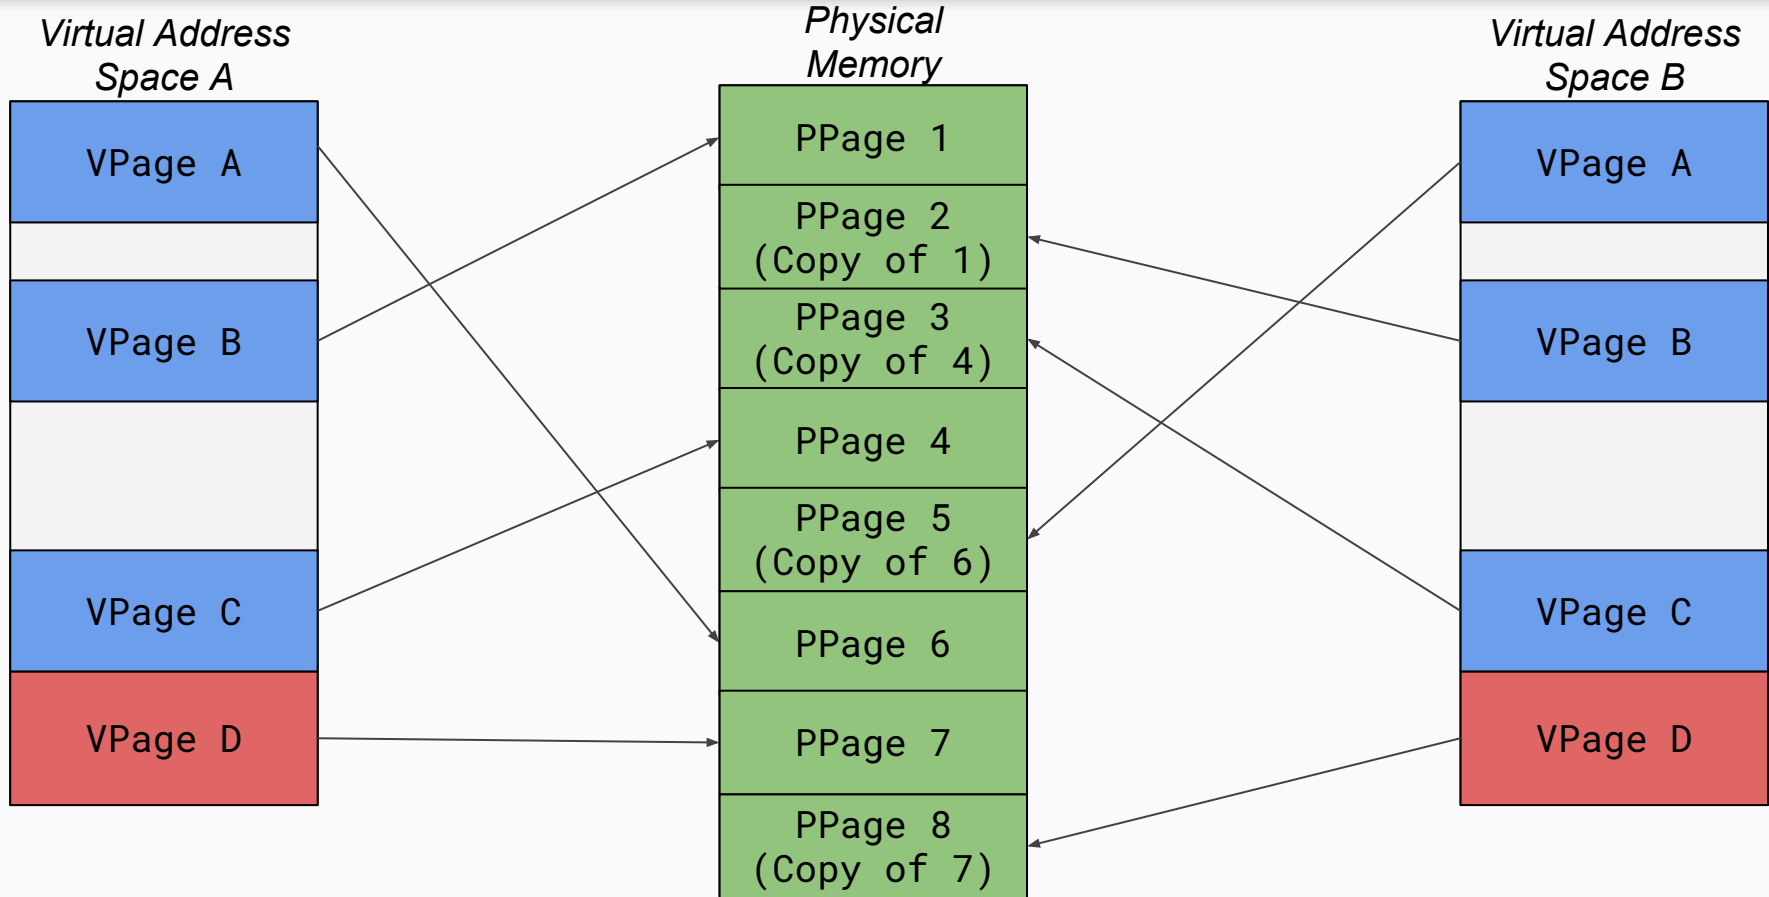 Virtual Address
Space A
VPage A
VPage B
VPage C
VPage D
Physical
Memory
PPage 1
PPage 2
(Copy of 1)
PPage 3
(Copy of 4)
PPage 4
PPage 5
(Copy of 6)
PPage 6
PPage 7
PPage 8
(Copy of 7)
Virtual Address
Space B
VPage A
VPage B
VPage C
VPage D